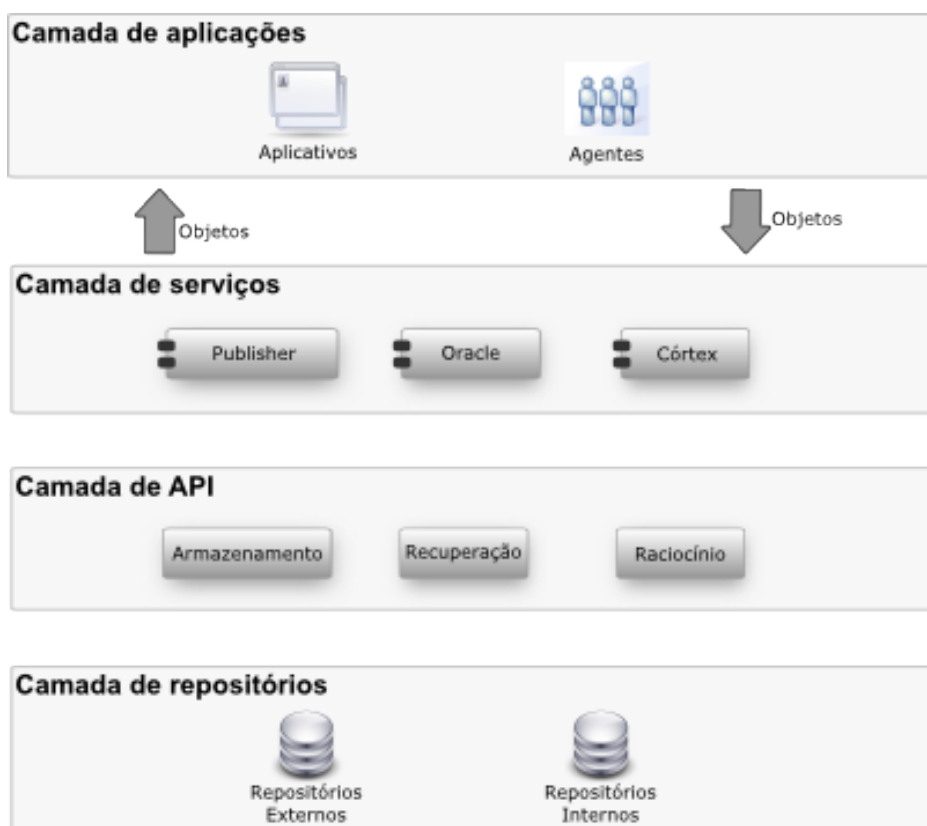 Camada de aplicações
Aplicativos
Agentes
Objetos
Objetos
Camada de serviços
Publisher
Oracle
Córtex
Camada de API
Armazenamento
Recuperação
Raciocínio
Camada de repositórios
Repositórios
Externos
Repositórios
Internos